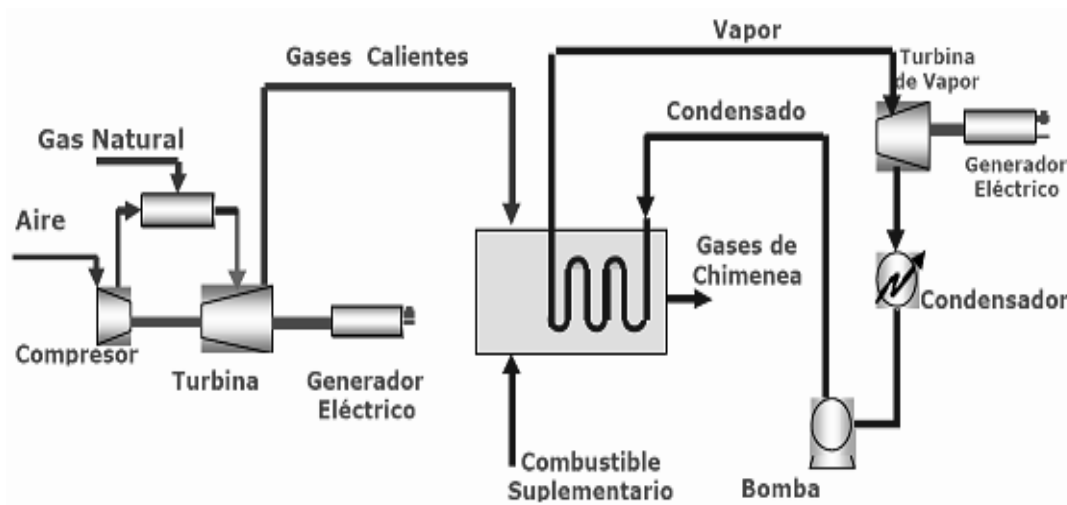 Vapor
Gases Calientes
Turbina
de Vapor
Condensado
Gas Natural
Generador
Eléctrico
Aire
Gases de
Chimenea
Condensador
Compresor
Turbina
Generador
Eléctrico
Combustible
Suplementario
Bomba